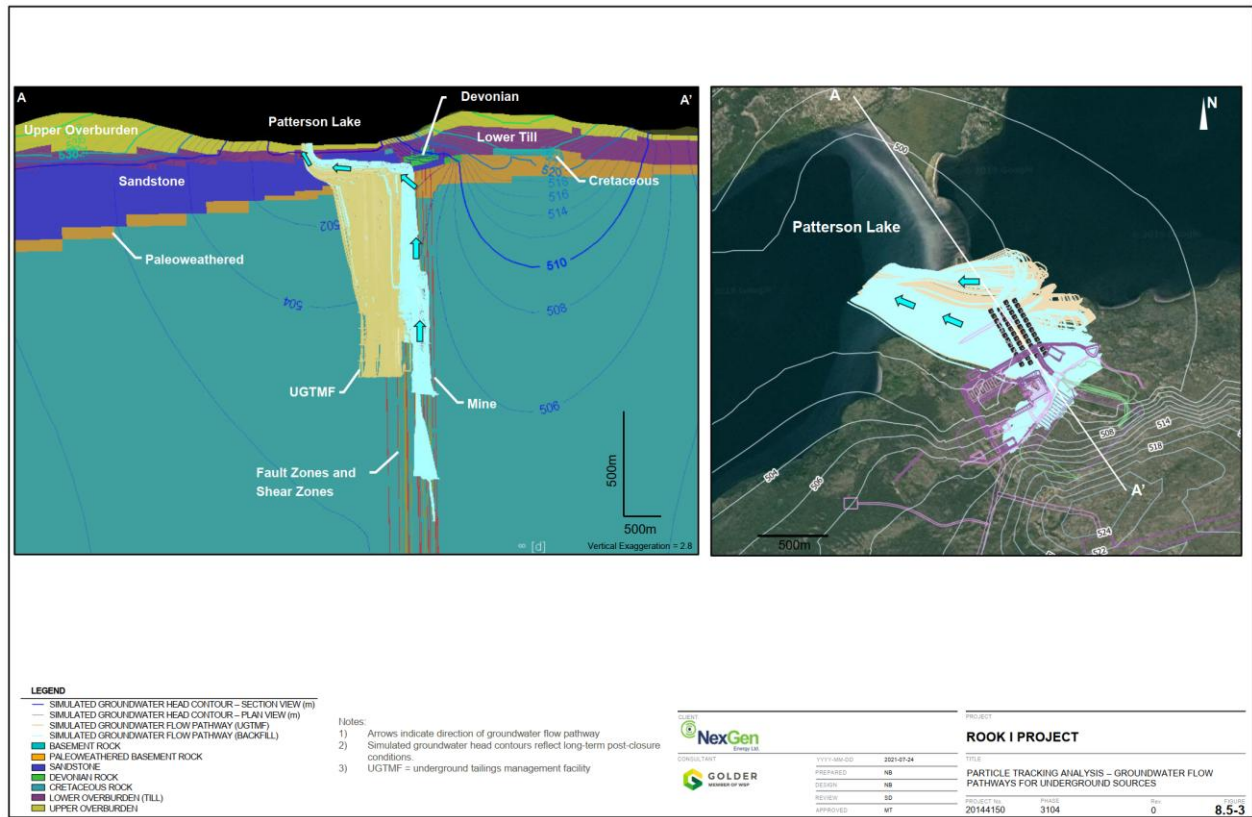 A
A'
Devonian
Upper Overburden
Patterson Lake
Lower Till
Sandstone
Cretaceous
520
518
516
514
502
510
Paleoweathered
504
508
UGTMF
Mine
506
Fault Zones and
Shear Zones
500m
500m
[d]
Vertical Exaggeration = 2.8
A
N
500
Patterson Lake
504
506
508
514
518
A'
524
522
500m
LEGEND
SIMULATED GROUNDWATER HEAD CONTOUR – SECTION VIEW (m)
SIMULATED GROUNDWATER HEAD CONTOUR – PLAN VIEW (m)
SIMULATED GROUNDWATER FLOW PATHWAY (UGTMF)
SIMULATED GROUNDWATER FLOW PATHWAY (BACKFILL)
BASEMENT ROCK
PALEOWEATHERED BASEMENT ROCK
SANDSTONE
DEVONIAN ROCK
CRETACEOUS ROCK
LOWER OVERBURDEN (TILL)
UPPER OVERBURDEN
Notes:
1) Arrows indicate direction of groundwater flow pathway
2) Simulated groundwater head contours reflect long-term post-closure
conditions.
3) UGTMF = underground tailings management facility
CLIENT
NexGen
Energy Ltd.
CONSULTANT
GOLDER
MEMBER OF WSP
YYYY-MM-DD 2021-07-24
PREPARED NB
DESIGN NB
REVIEW SD
APPROVED MT
PROJECT
ROOK I PROJECT
TITLE
PARTICLE TRACKING ANALYSIS – GROUNDWATER FLOW
PATHWAYS FOR UNDERGROUND SOURCES
PROJECT No. PHASE Rev. FIGURE
20144150 3104 0 8.5-3